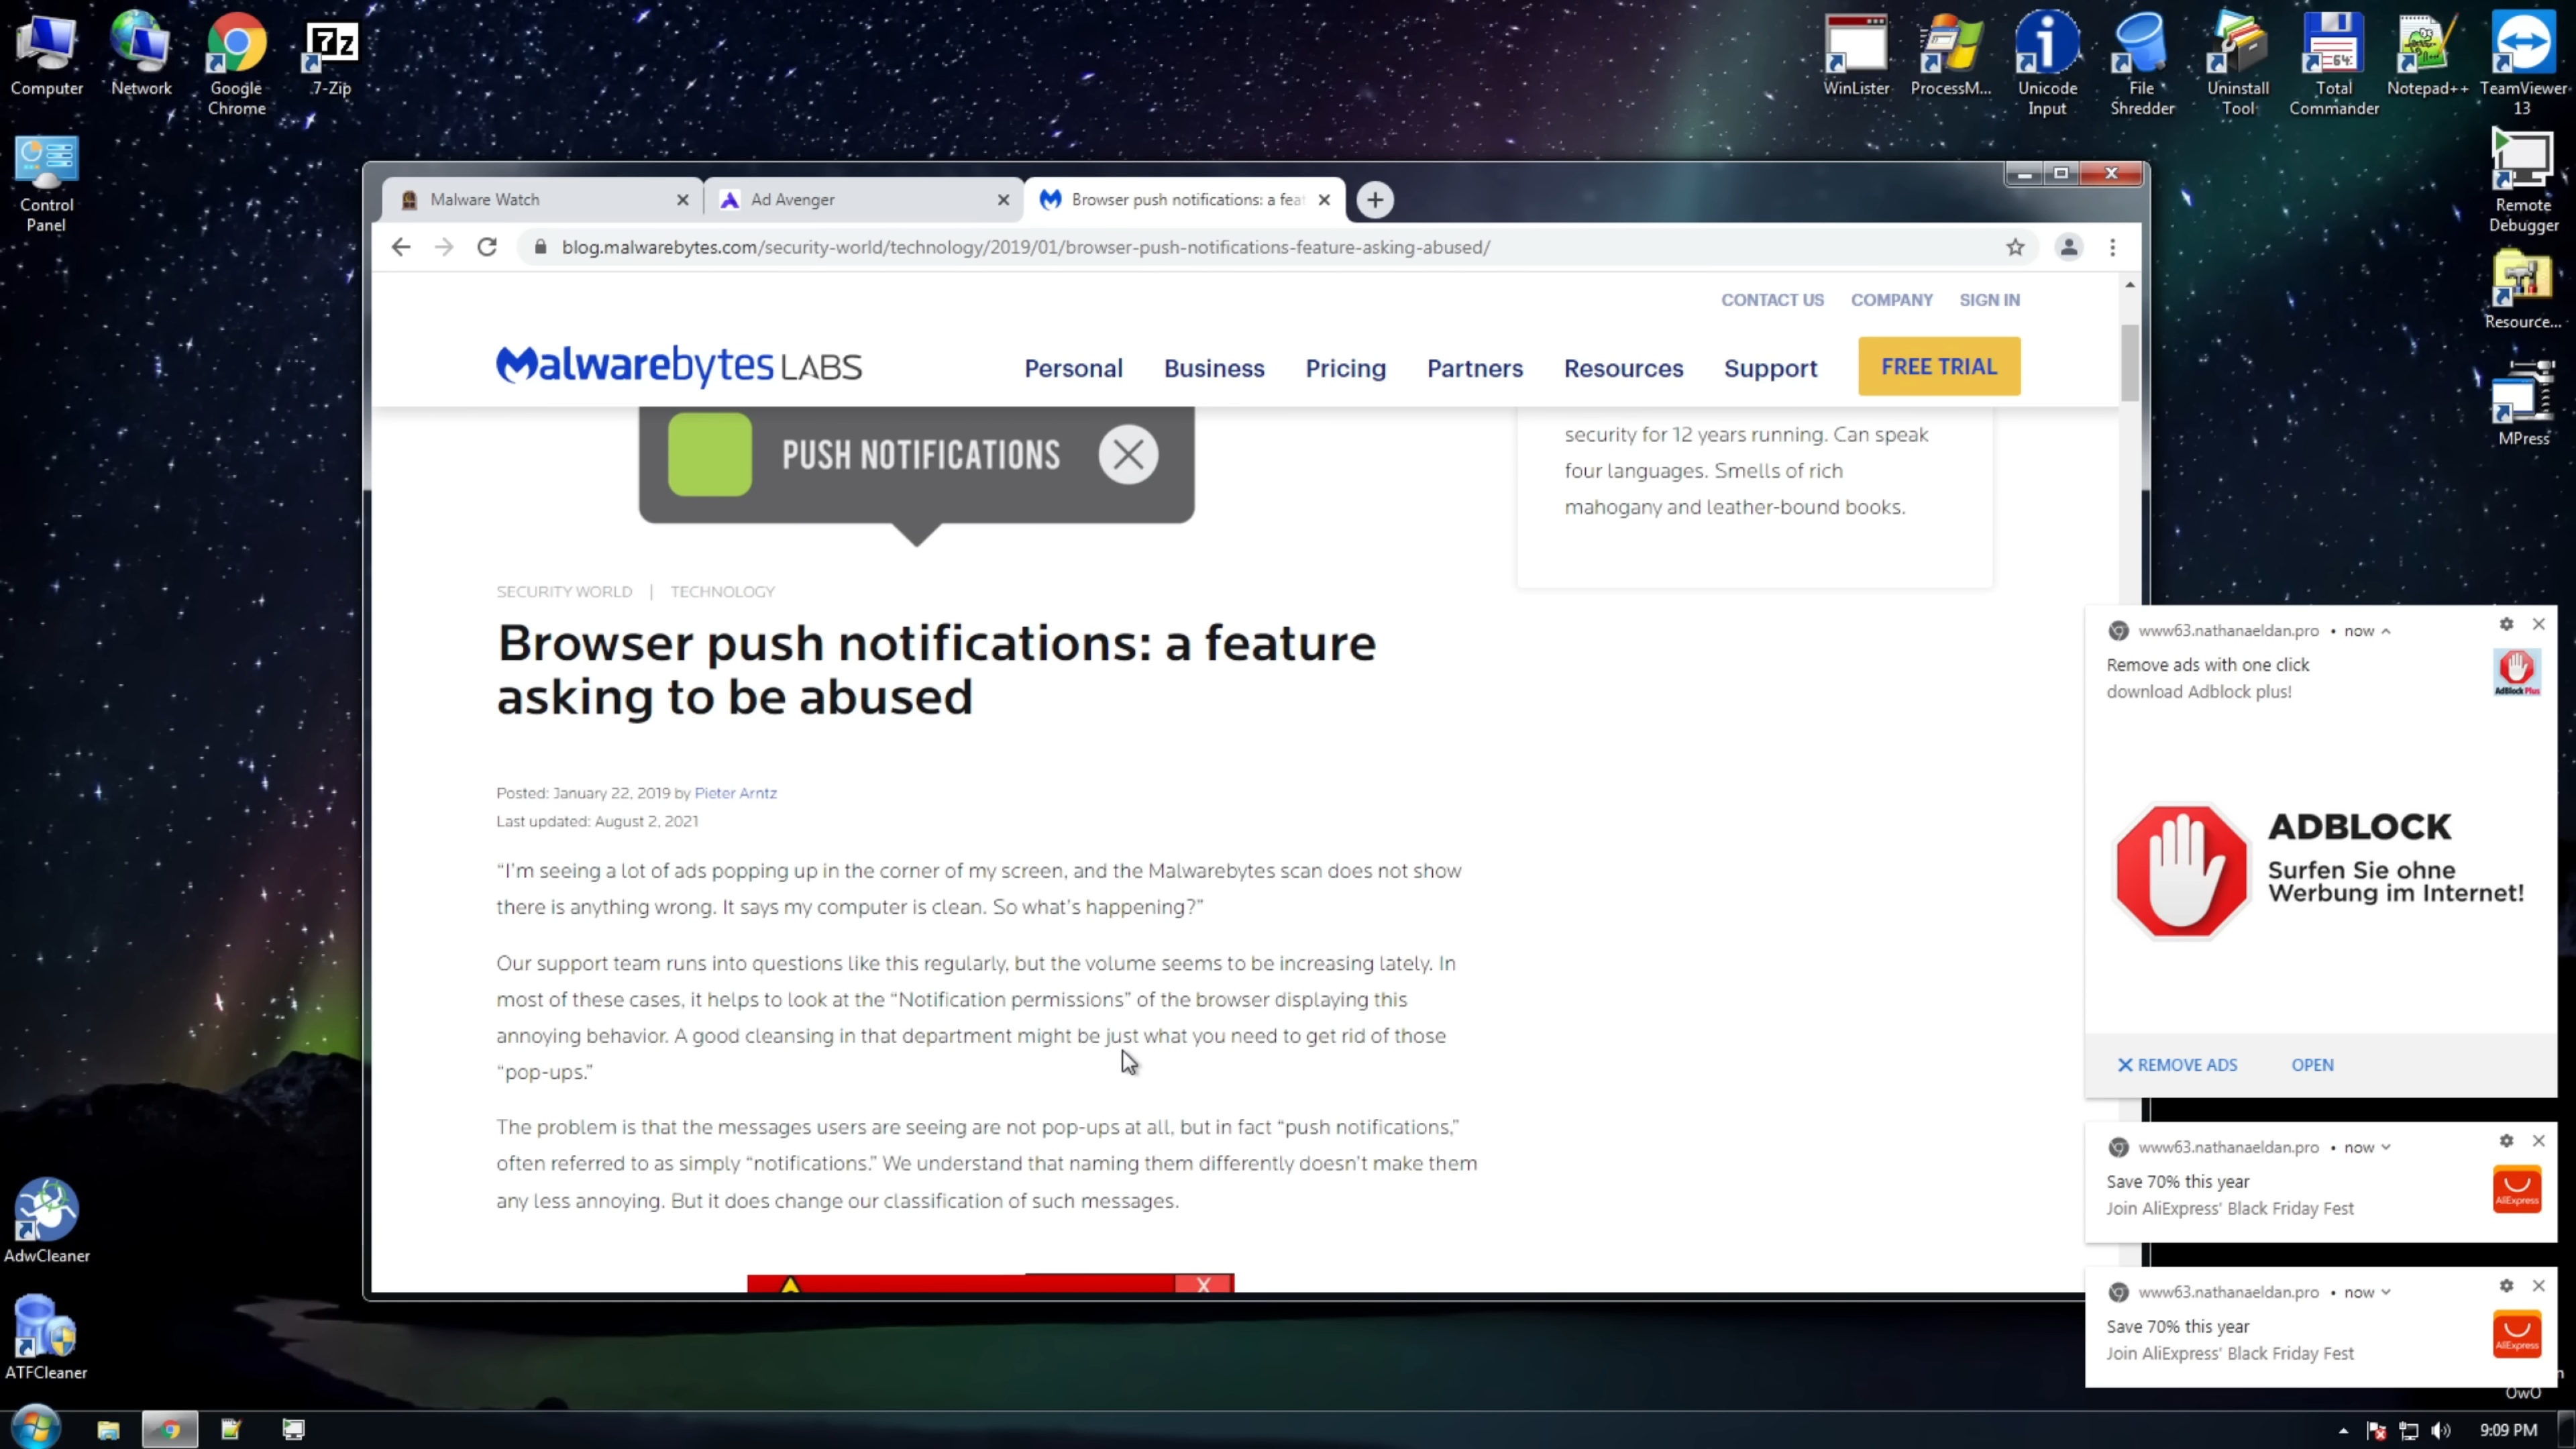 Computer
Network
Google
Chrome
7-Zip
WinLister
ProcessM...
Unicode
Input
File
Shredder
Uninstall
Tool
Total
Commander
Notepad++
TeamViewer
13
Control
Panel
Remote
Debugger
Resource...
MPress
Malware Watch
Ad Avenger
Browser push notifications: a feat
blog.malwarebytes.com/security-world/technology/2019/01/browser-push-notifications-feature-asking-abused/
CONTACT US COMPANY SIGN IN
Malwarebytes LABS
Personal Business Pricing Partners Resources Support FREE TRIAL
PUSH NOTIFICATIONS
security for 12 years running. Can speak
four languages. Smells of rich
mahogany and leather-bound books.
SECURITY WORLD | TECHNOLOGY
Browser push notifications: a feature
asking to be abused
Posted: January 22, 2019 by Pieter Arntz
Last updated: August 2, 2021
“I’m seeing a lot of ads popping up in the corner of my screen, and the Malwarebytes scan does not show
there is anything wrong. It says my computer is clean. So what’s happening?”
Our support team runs into questions like this regularly, but the volume seems to be increasing lately. In
most of these cases, it helps to look at the “Notification permissions” of the browser displaying this
annoying behavior. A good cleansing in that department might be just what you need to get rid of those
“pop-ups.”
The problem is that the messages users are seeing are not pop-ups at all, but in fact “push notifications,”
often referred to as simply “notifications.” We understand that naming them differently doesn’t make them
any less annoying. But it does change our classification of such messages.
X
www63.nathanaeldan.pro • now
Remove ads with one click
download Adblock plus!
AdBlock Plus
ADBLOCK
Surfen Sie ohne
Werbung im Internet!
REMOVE ADS OPEN
www63.nathanaeldan.pro • now
Save 70% this year
Join AliExpress' Black Friday Fest
AliExpress
www63.nathanaeldan.pro • now
Save 70% this year
Join AliExpress' Black Friday Fest
AliExpress
AdwCleaner
ATFCleaner
OwO
9:09 PM